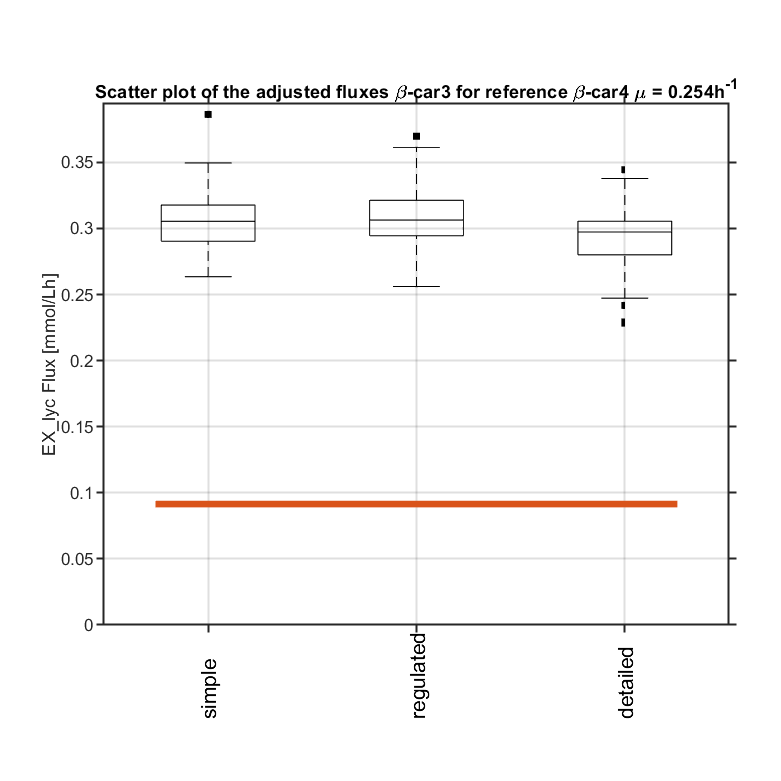 Scatter plot of the adjusted fluxes β-car3 for reference β-car4 μ = 0.254h⁻¹
EX_lyc Flux [mmol/Lh]
0.35
0.3
0.25
0.2
0.15
0.1
0.05
0
simple
regulated
detailed